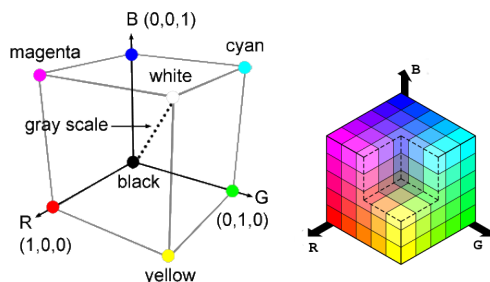 B (0,0,1)
magenta
cyan
white
gray scale
black
R
(1,0,0)
G
(0,1,0)
yellow
B
R
G